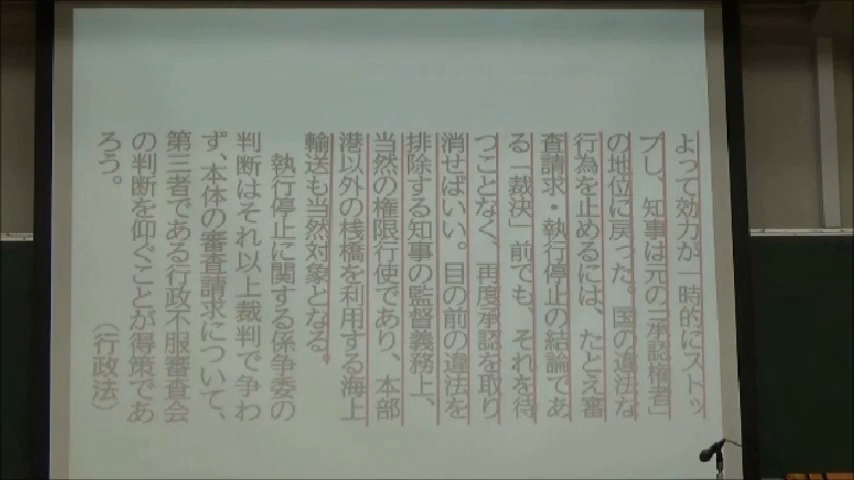 よって効力が一時的にストッ
プし、知事は元の「承認権者」
の地位に戻った。国の違法な
行為を止めるには、たとえ審
査請求・執行停止の結論であ
る「裁決」前でも、それを待
つことなく、再度承認を取り
消せばいい。目の前の違法を
排除する知事の監督義務上、
当然の権限行使であり、本部
港以外の桟橋を利用する海上
輸送も当然対象となる。
執行停止に関する係争委の
判断はそれ以上裁判で争わ
ず、本体の審査請求について、
第三者である行政不服審査会
の判断を仰ぐことが得策であ
ろう。
（行政法）